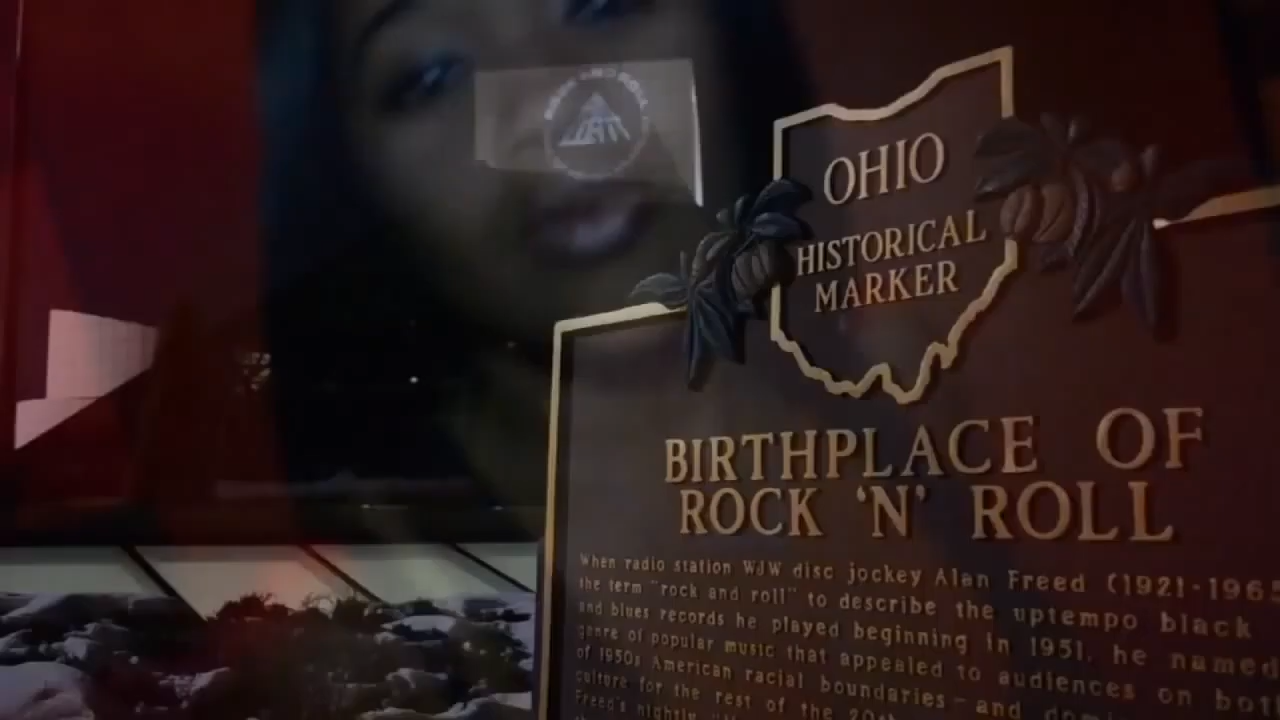 OHIO
HISTORICAL
MARKER
BIRTHPLACE OF
ROCK 'N' ROLL
When radio station WJW disc jockey Alan Freed (1921-1965
the term "rock and roll" to describe the uptempo black
and blues records he played beginning in 1951, he named
genre of popular music that appealed to audiences on both
of 1950s American racial boundaries - and
culture for the rest of the 20th
Freed's nightly